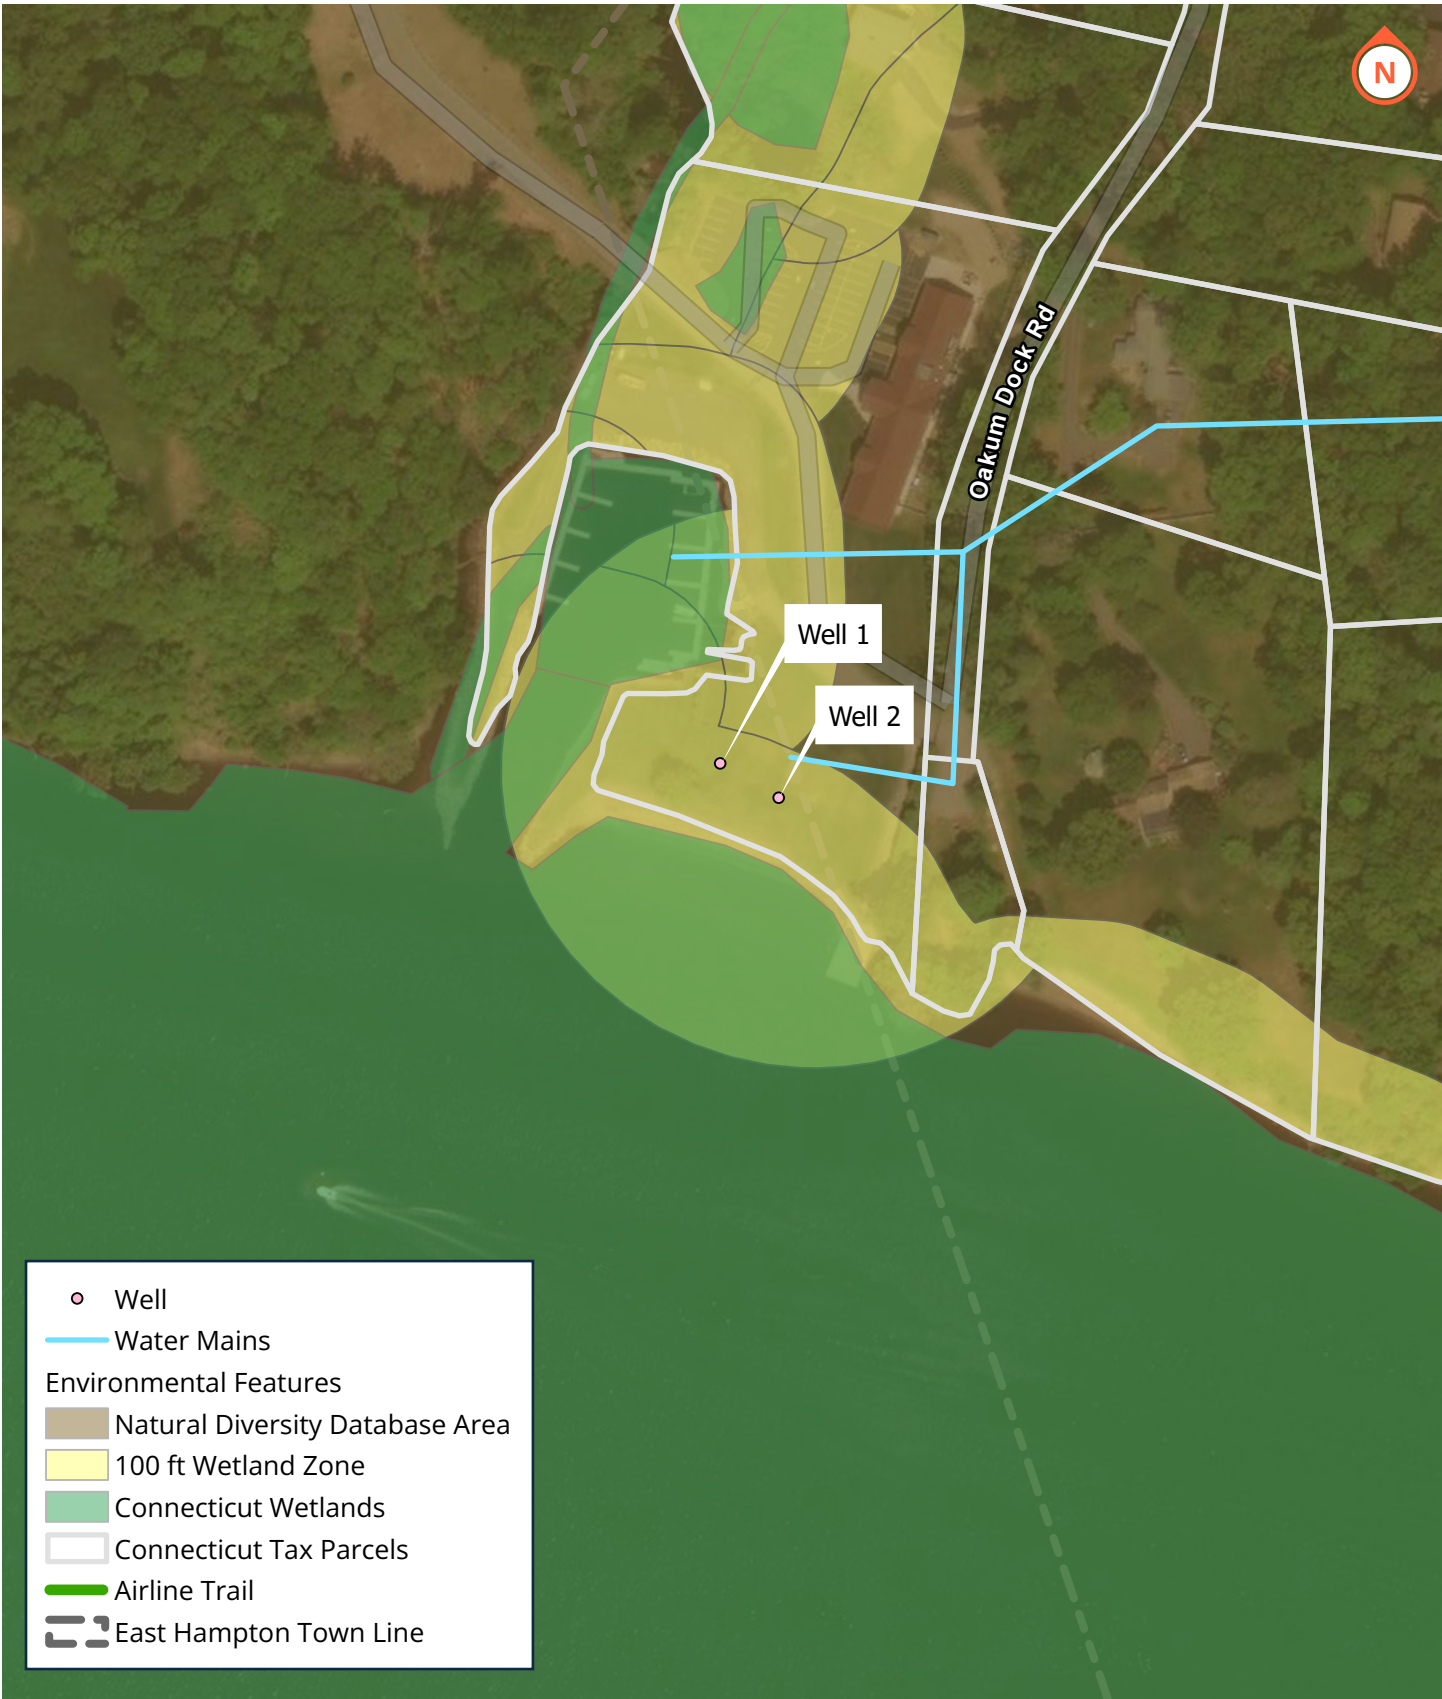 N
Oakum Dock Rd
Well 1
Well 2
Well
Water Mains
Environmental Features
Natural Diversity Database Area
100 ft Wetland Zone
Connecticut Wetlands
Connecticut Tax Parcels
Airline Trail
East Hampton Town Line